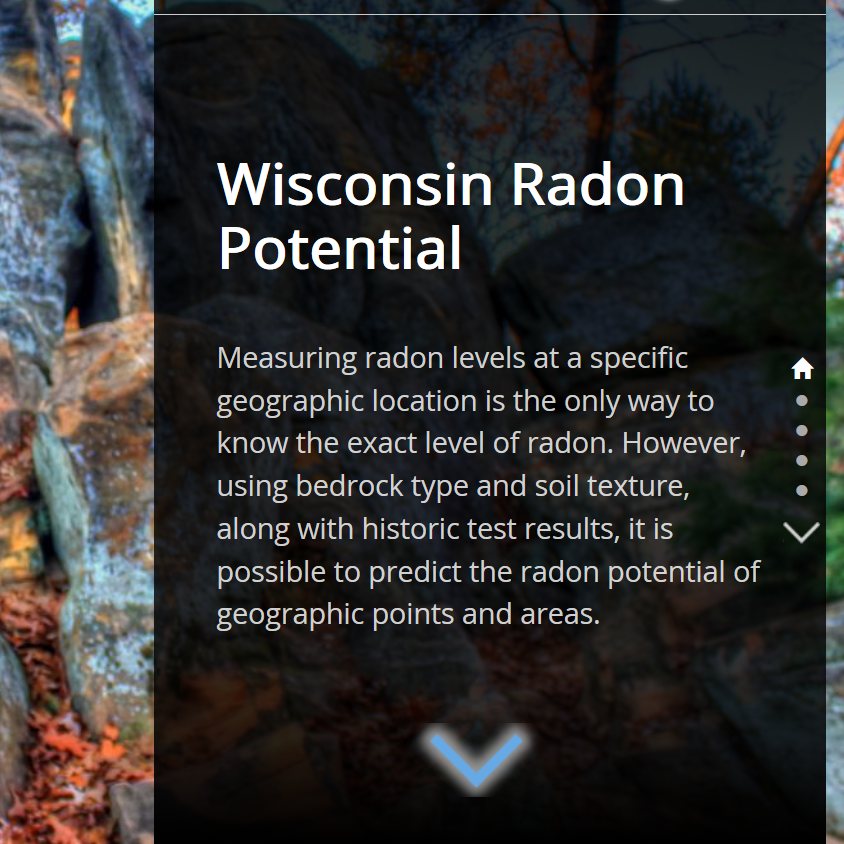 Wisconsin Radon
Potential
Measuring radon levels at a specific
geographic location is the only way to
know the exact level of radon. However,
using bedrock type and soil texture,
along with historic test results, it is
possible to predict the radon potential of
geographic points and areas.